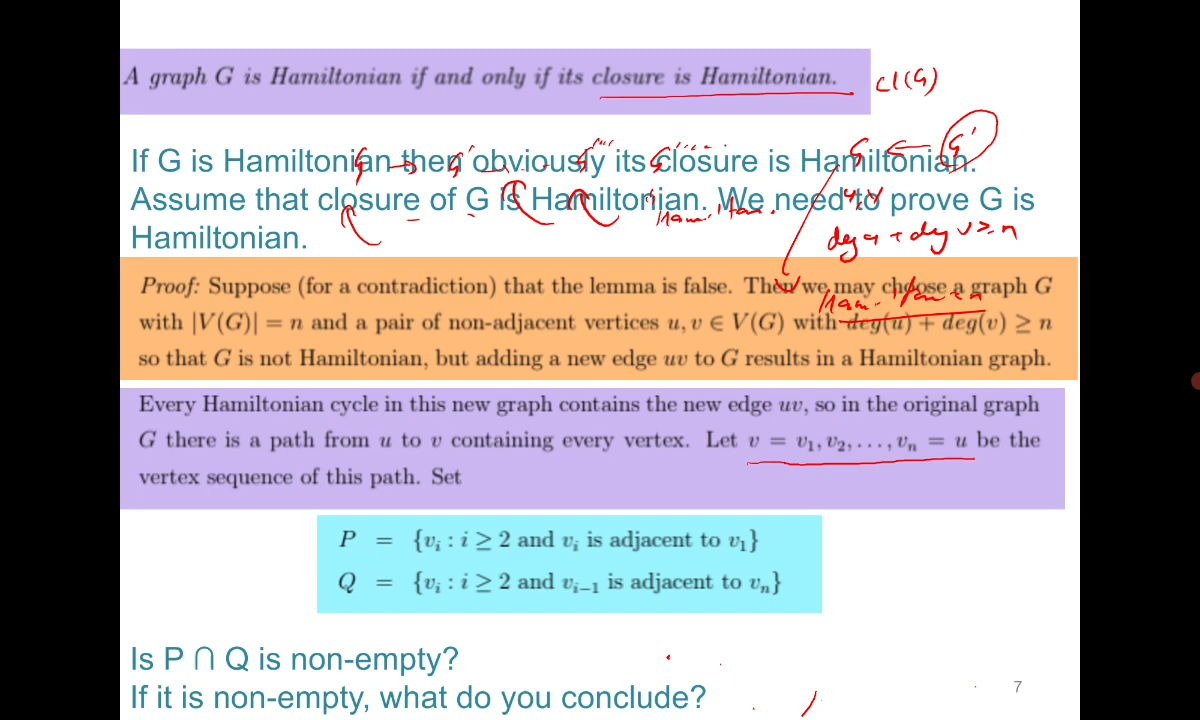 A graph G is Hamiltonian if and only if its closure is Hamiltonian.
cl(G)
If G is Hamiltonian then obviously its closure is Hamiltonian.
Assume that closure of G is Hamiltonian. We need to prove G is
Hamiltonian.
G → G' G'''
G ← G'
u, v
deg u + deg v ≥ n
Proof: Suppose (for a contradiction) that the lemma is false. Then we may choose a graph G
with |V(G)| = n and a pair of non-adjacent vertices u, v ∈ V(G) with deg(u) + deg(v) ≥ n
so that G is not Hamiltonian, but adding a new edge uv to G results in a Hamiltonian graph.
Every Hamiltonian cycle in this new graph contains the new edge uv, so in the original graph
G there is a path from u to v containing every vertex. Let v = v₁, v₂, . . . , vₙ = u be the
vertex sequence of this path. Set
P = {vᵢ : i ≥ 2 and vᵢ is adjacent to v₁}
Q = {vᵢ : i ≥ 2 and vᵢ₋₁ is adjacent to vₙ}
Is P ∩ Q is non-empty?
If it is non-empty, what do you conclude?
7